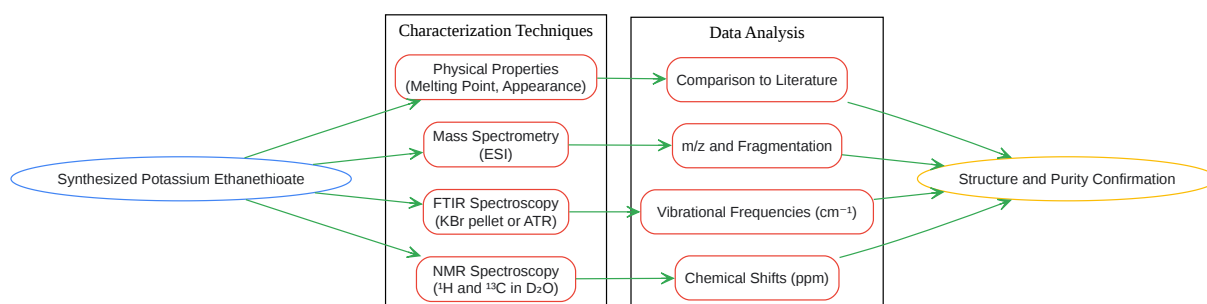 Characterization Techniques
Data Analysis
Physical Properties
(Melting Point, Appearance)
Comparison to Literature
Mass Spectrometry
(ESI)
m/z and Fragmentation
Synthesized Potassium Ethanethioate
Structure and Purity Confirmation
FTIR Spectroscopy
(KBr pellet or ATR)
Vibrational Frequencies (cm⁻¹)
NMR Spectroscopy
(¹H and ¹³C in D₂O)
Chemical Shifts (ppm)